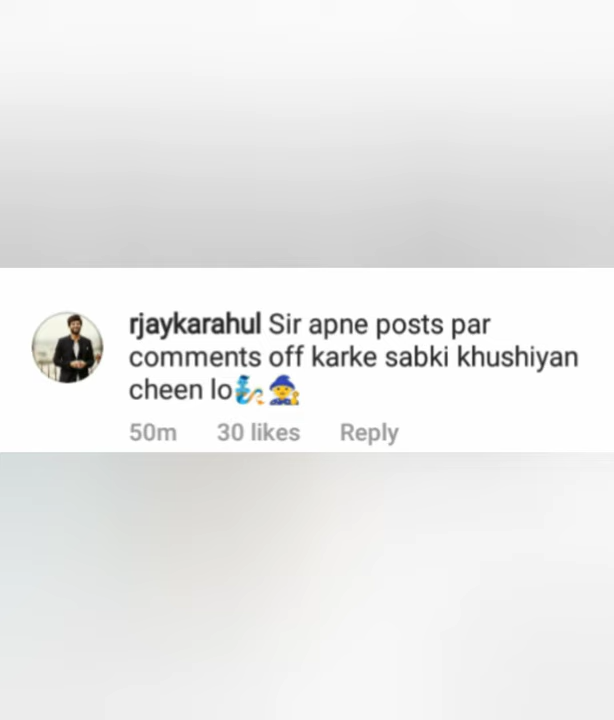 rjaykarahul Sir apne posts par
comments off karke sabki khushiyan
cheen lo🧞‍♂️🧙
50m 30 likes Reply